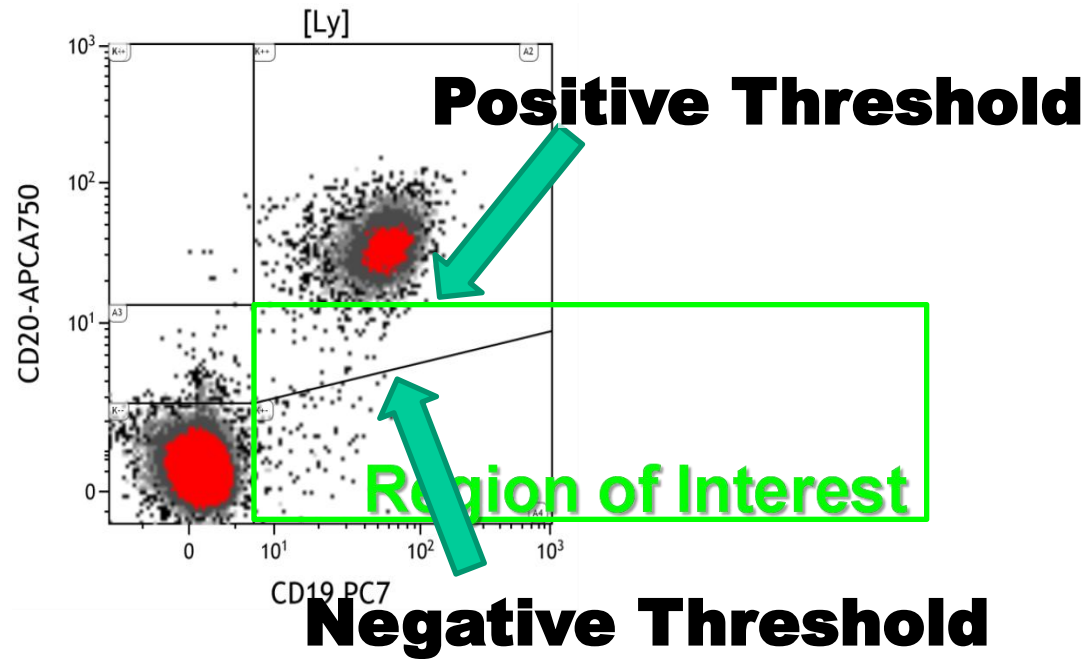 [Ly]
10³
K-+
K++
A2
Positive Threshold
10²
CD20-APCA750
A3
10¹
K--
K+-
Region of Interest
0
A4
0
10¹
10²
10³
CD19 PC7
Negative Threshold